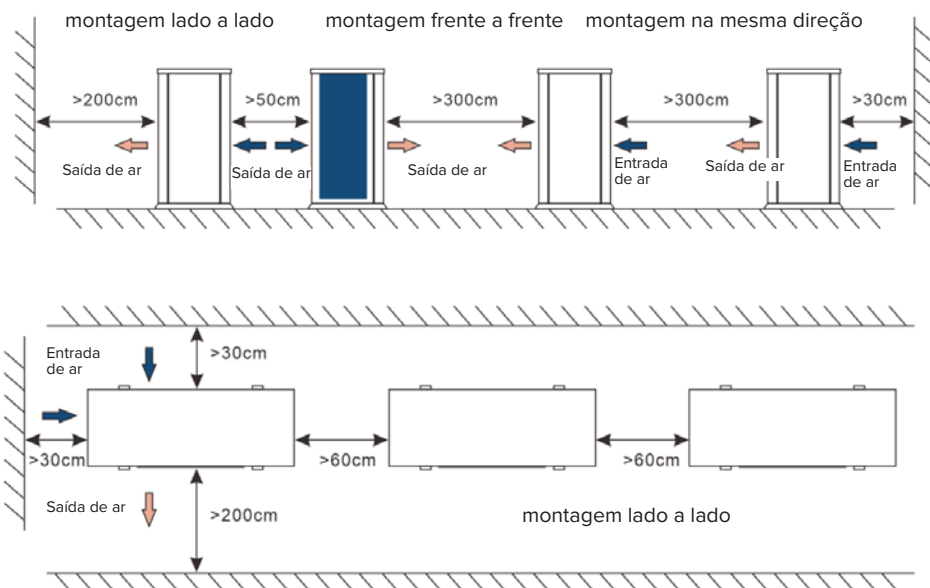 montagem lado a lado
montagem frente a frente
montagem na mesma direção
>200cm
>50cm
>300cm
>300cm
>30cm
Saída de ar
Saída de ar
Saída de ar
Entrada
de ar
Saída de ar
Entrada
de ar
Entrada
de ar
>30cm
>30cm
>60cm
>60cm
Saída de ar
>200cm
montagem lado a lado